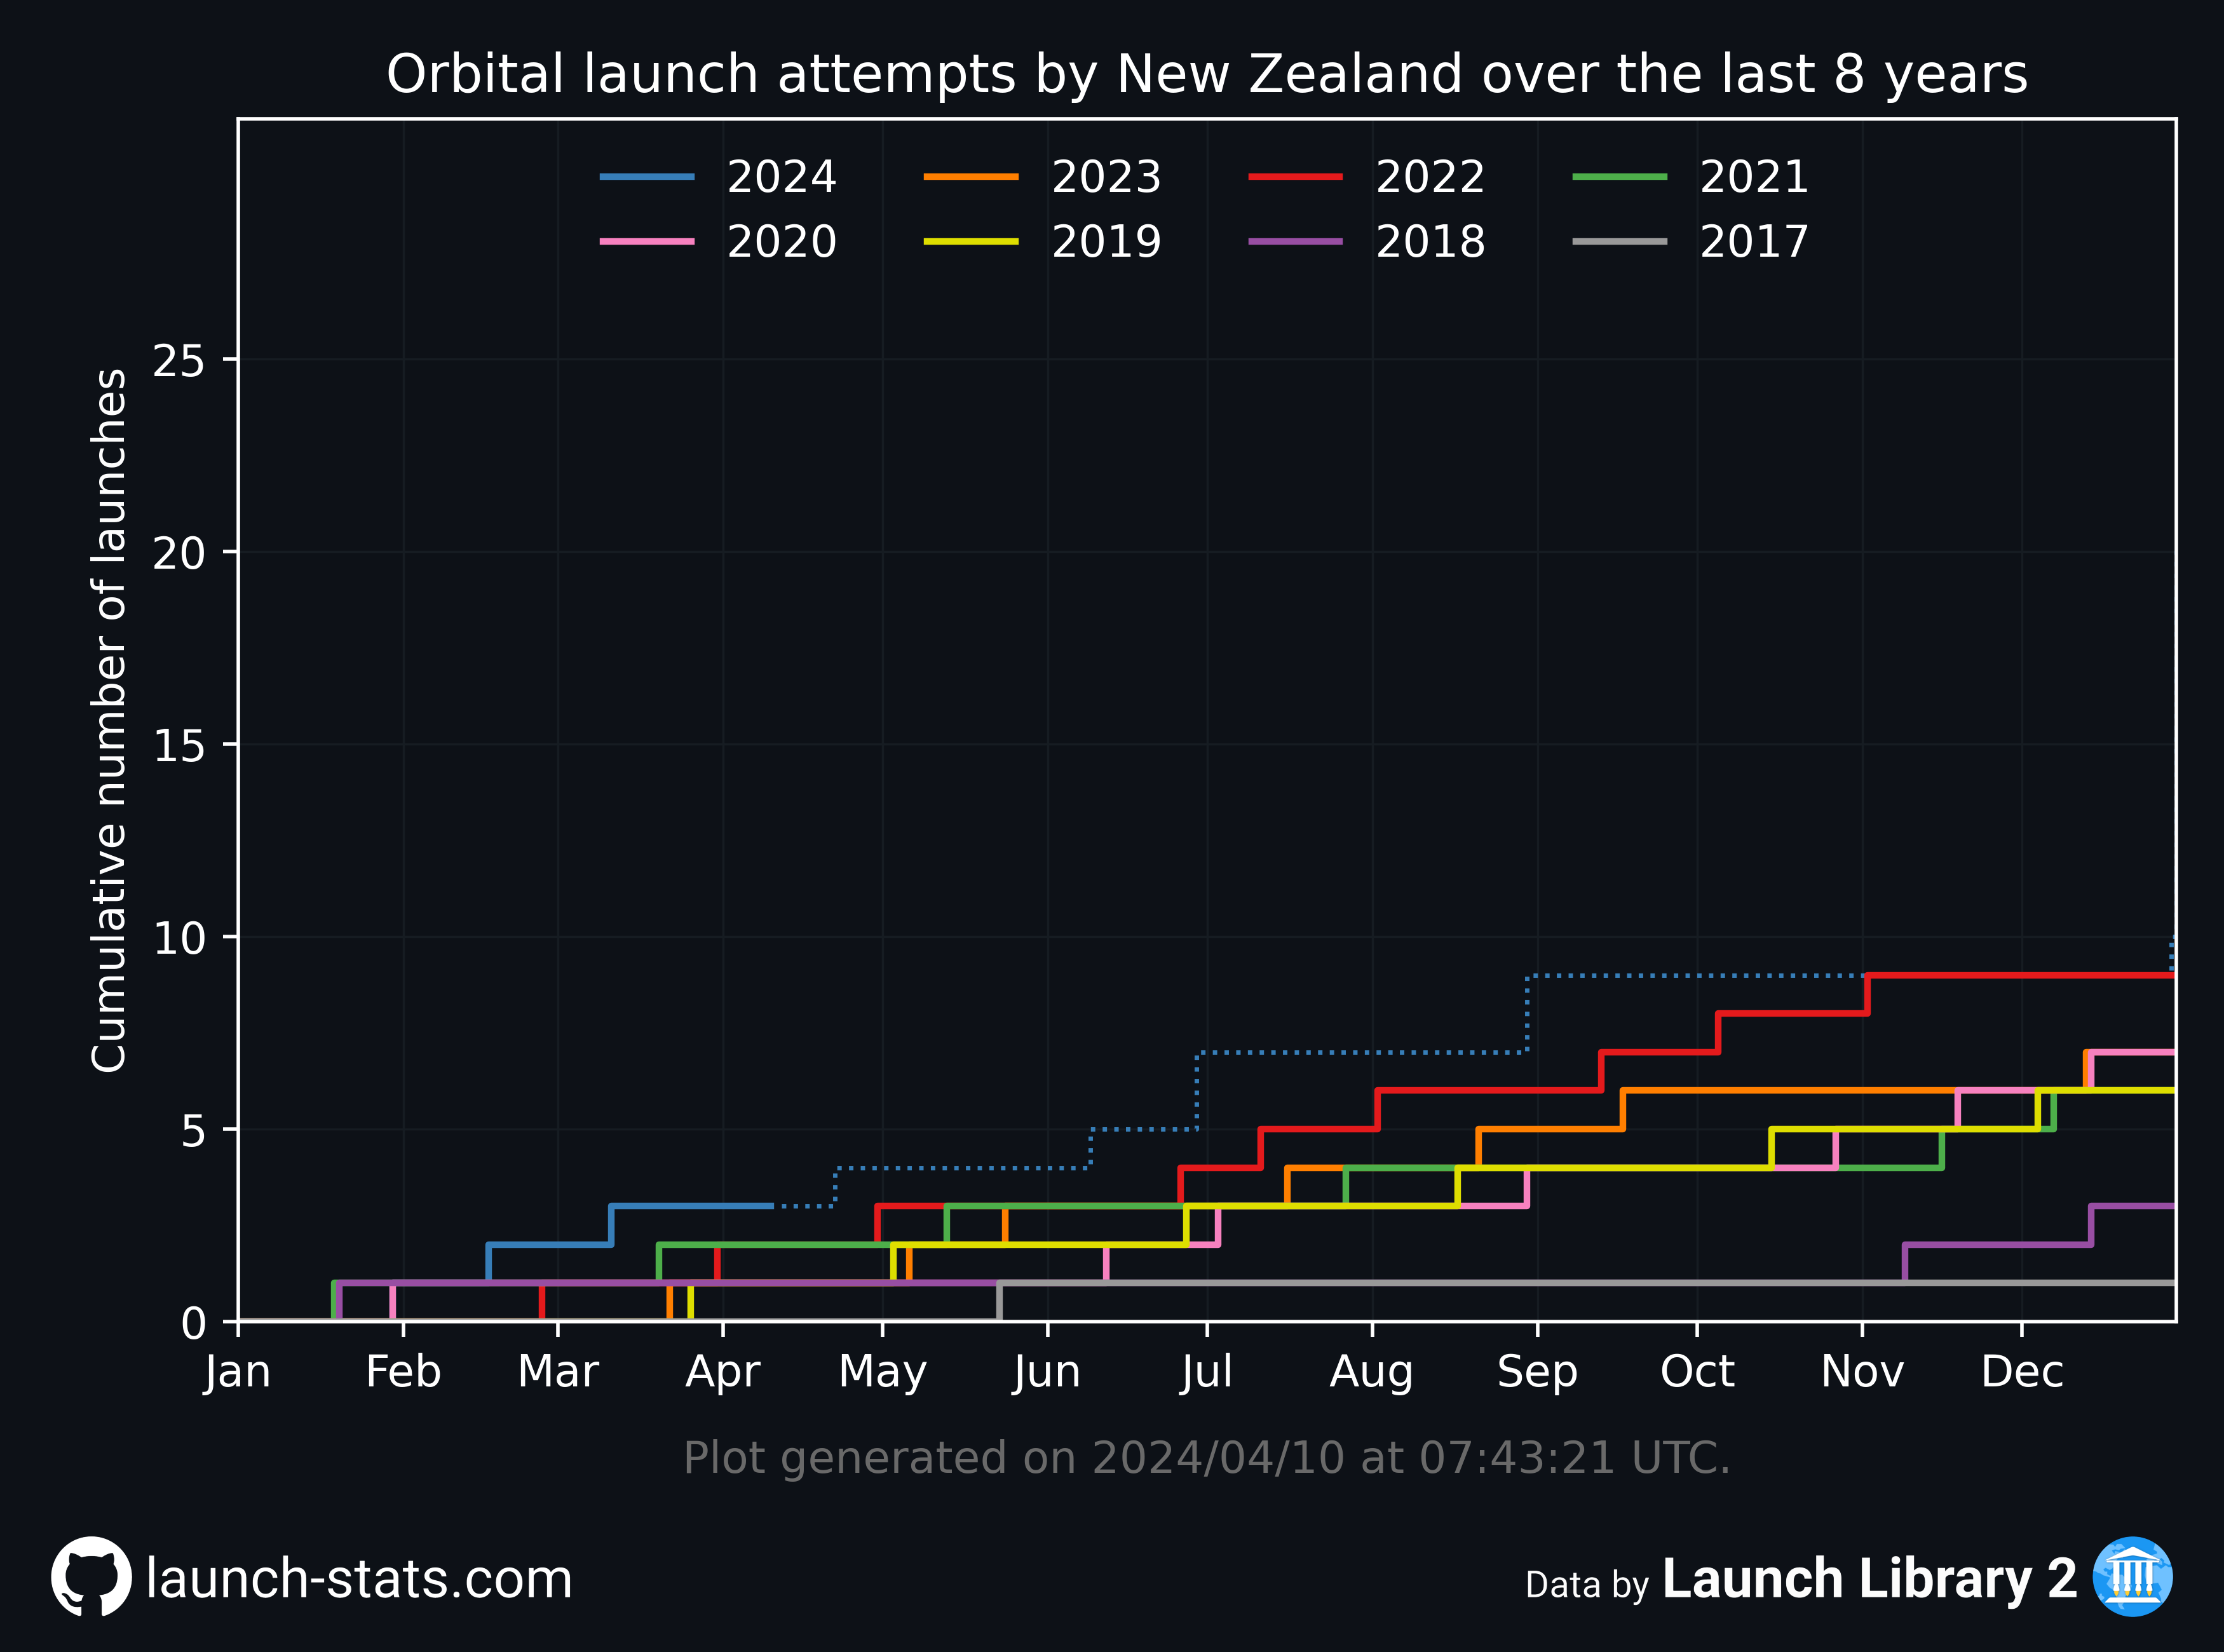 Orbital launch attempts by New Zealand over the last 8 years
2024 2023 2022 2021
2020 2019 2018 2017
Cumulative number of launches
25
20
15
10
5
0
Jan Feb Mar Apr May Jun Jul Aug Sep Oct Nov Dec
Plot generated on 2024/04/10 at 07:43:21 UTC.
launch-stats.com
Data by Launch Library 2